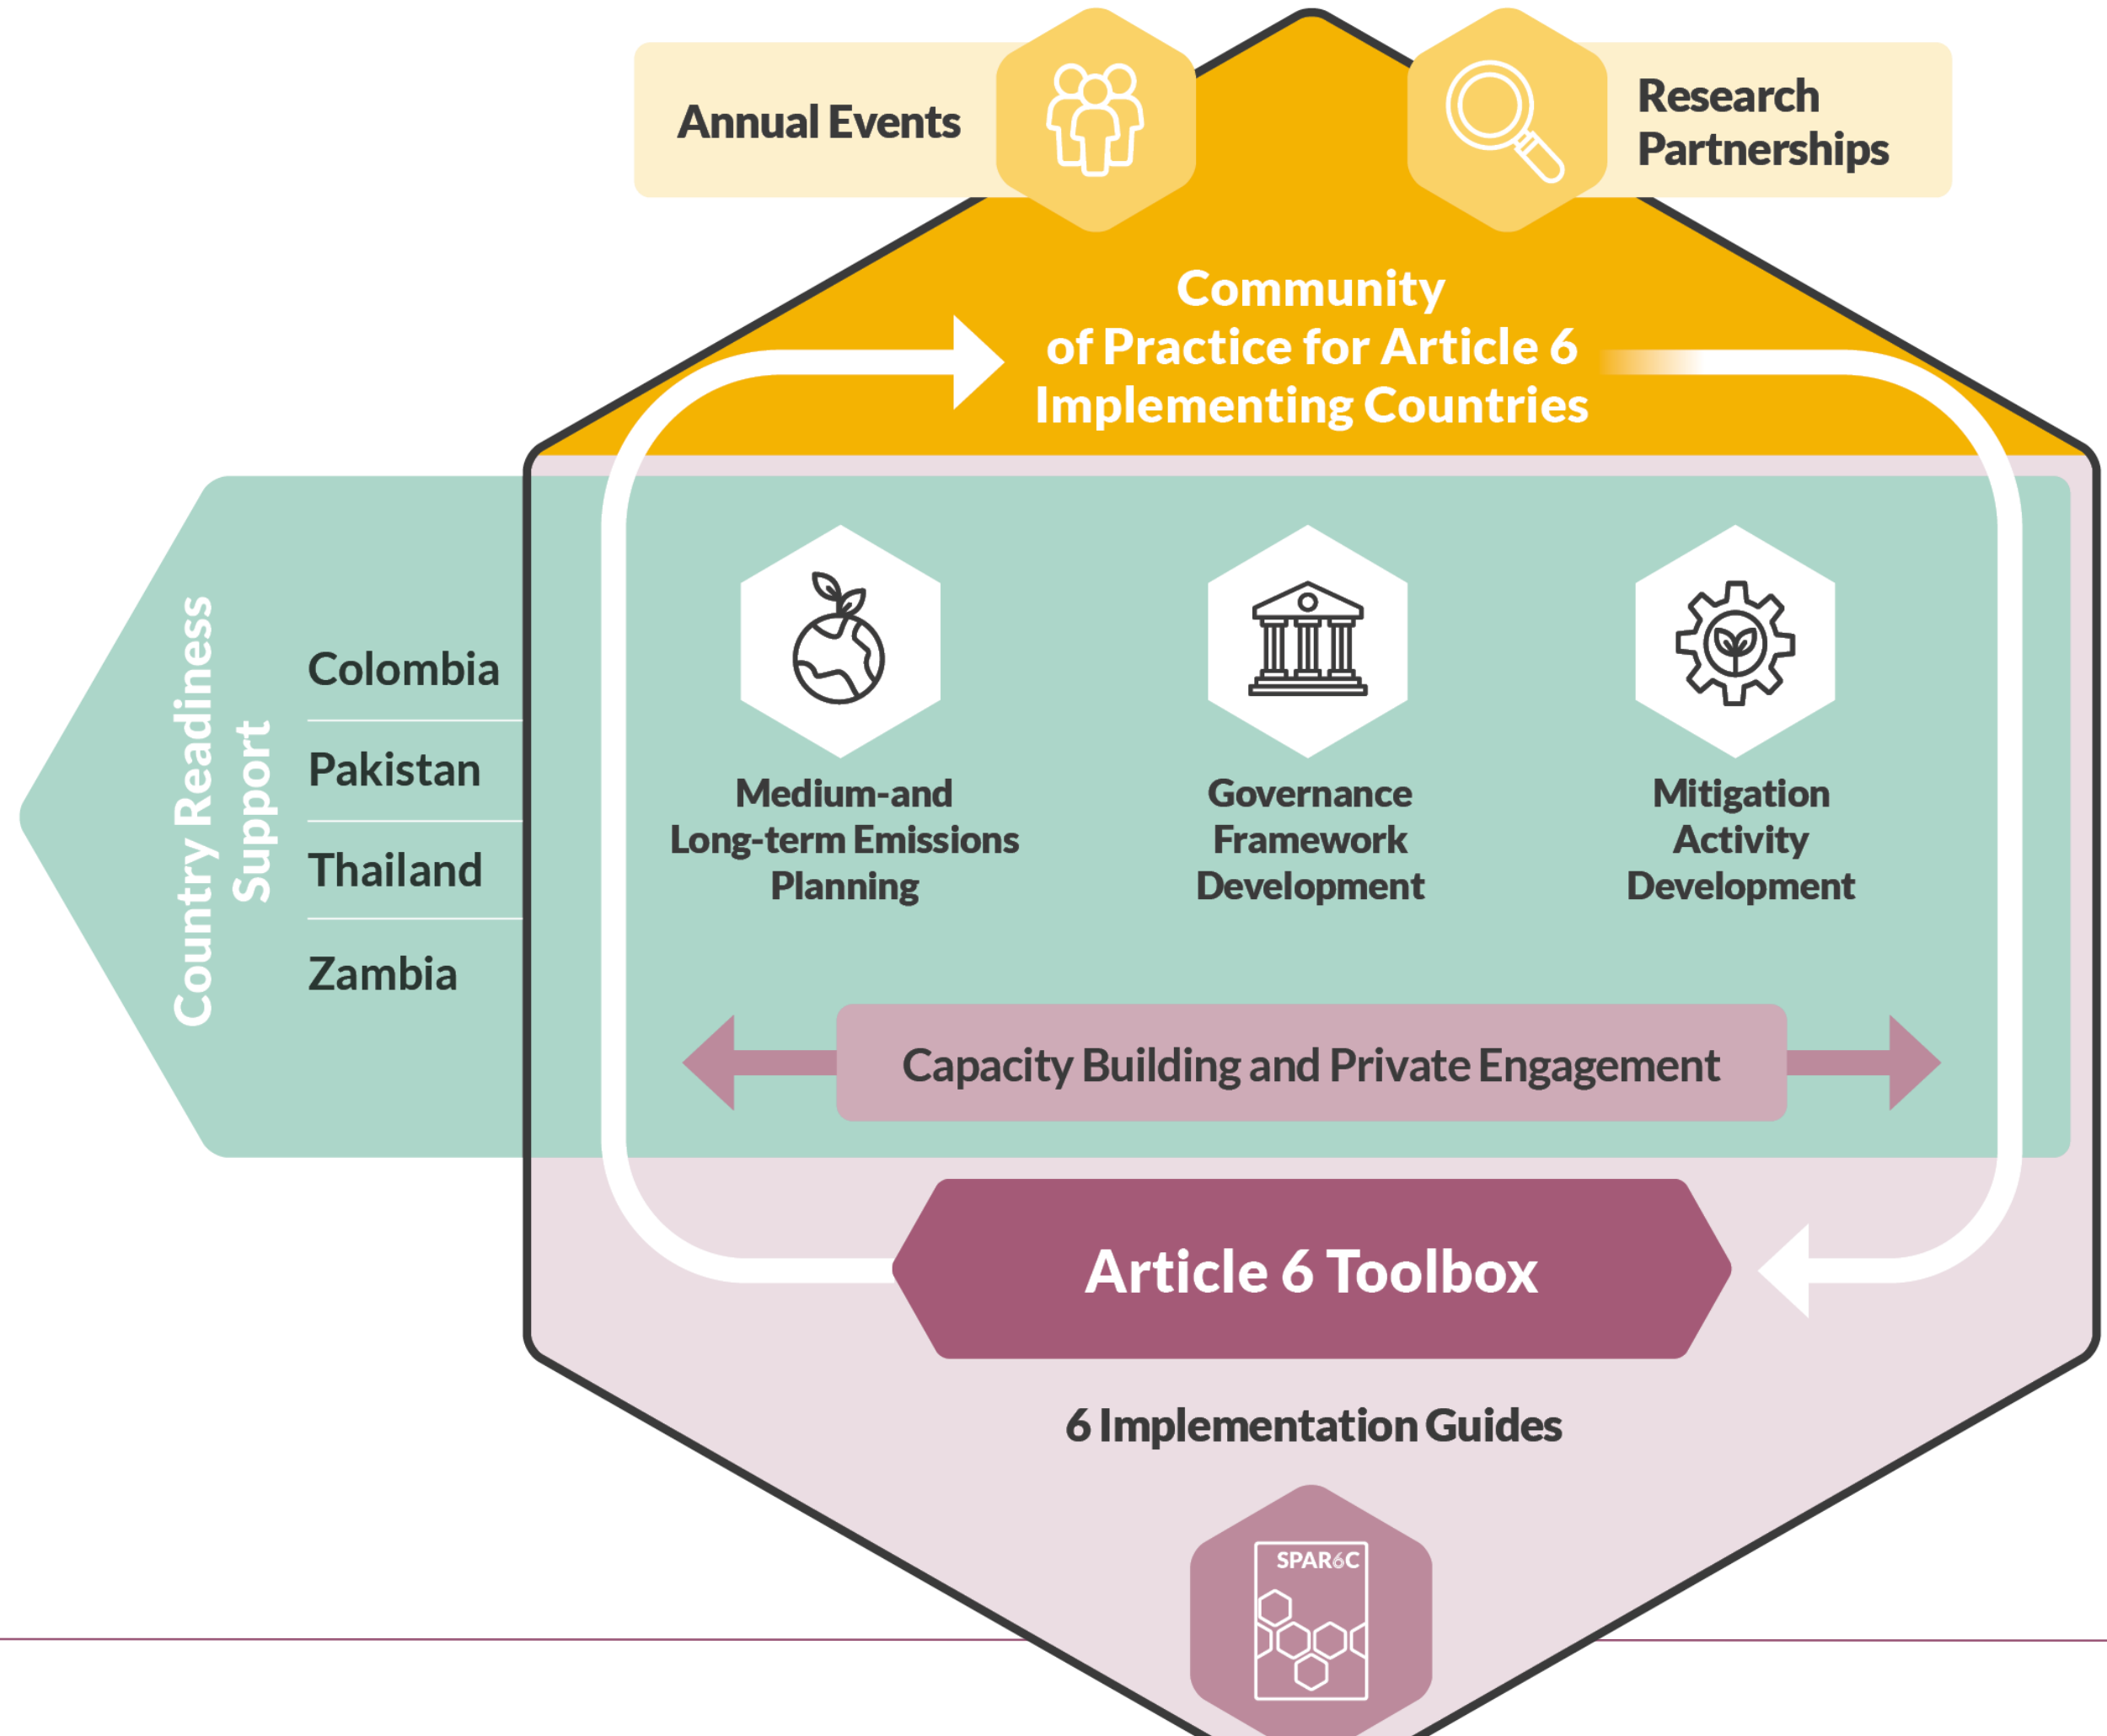 Annual Events
Research
Partnerships
Community
of Practice for Article 6
Implementing Countries
Country Readiness
Support
Colombia
Pakistan
Thailand
Zambia
Medium-and
Long-term Emissions
Planning
Governance
Framework
Development
Mitigation
Activity
Development
Capacity Building and Private Engagement
Article 6 Toolbox
6 Implementation Guides
SPAR6C